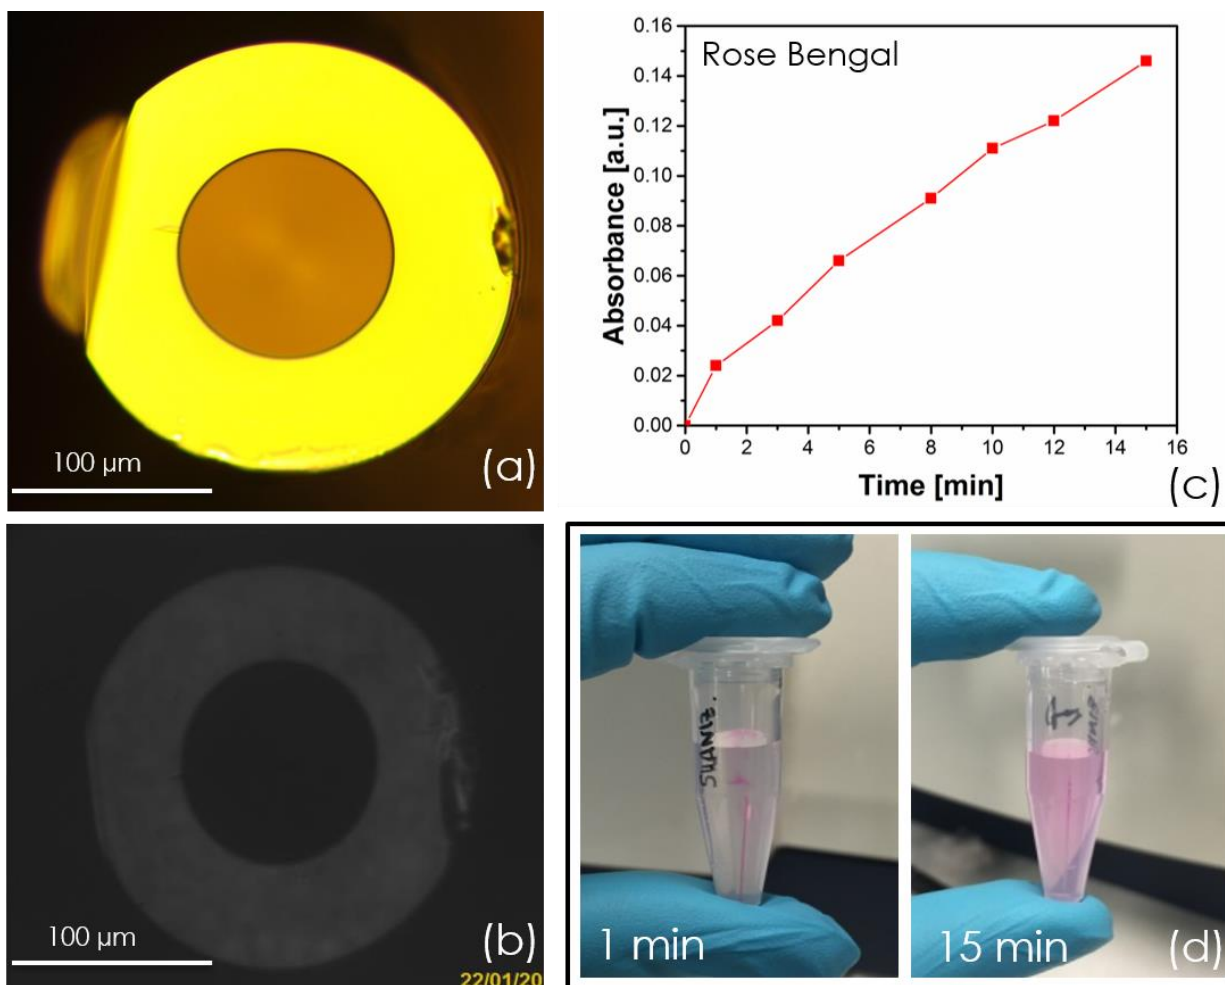 100 µm
(a)
Rose Bengal
0.16
0.14
0.12
0.10
0.08
0.06
0.04
0.02
0.00
0 2 4 6 8 10 12 14 16
Absorbance [a.u.]
Time [min]
(c)
100 µm
(b)
22/01/20
1 min
15 min
(d)